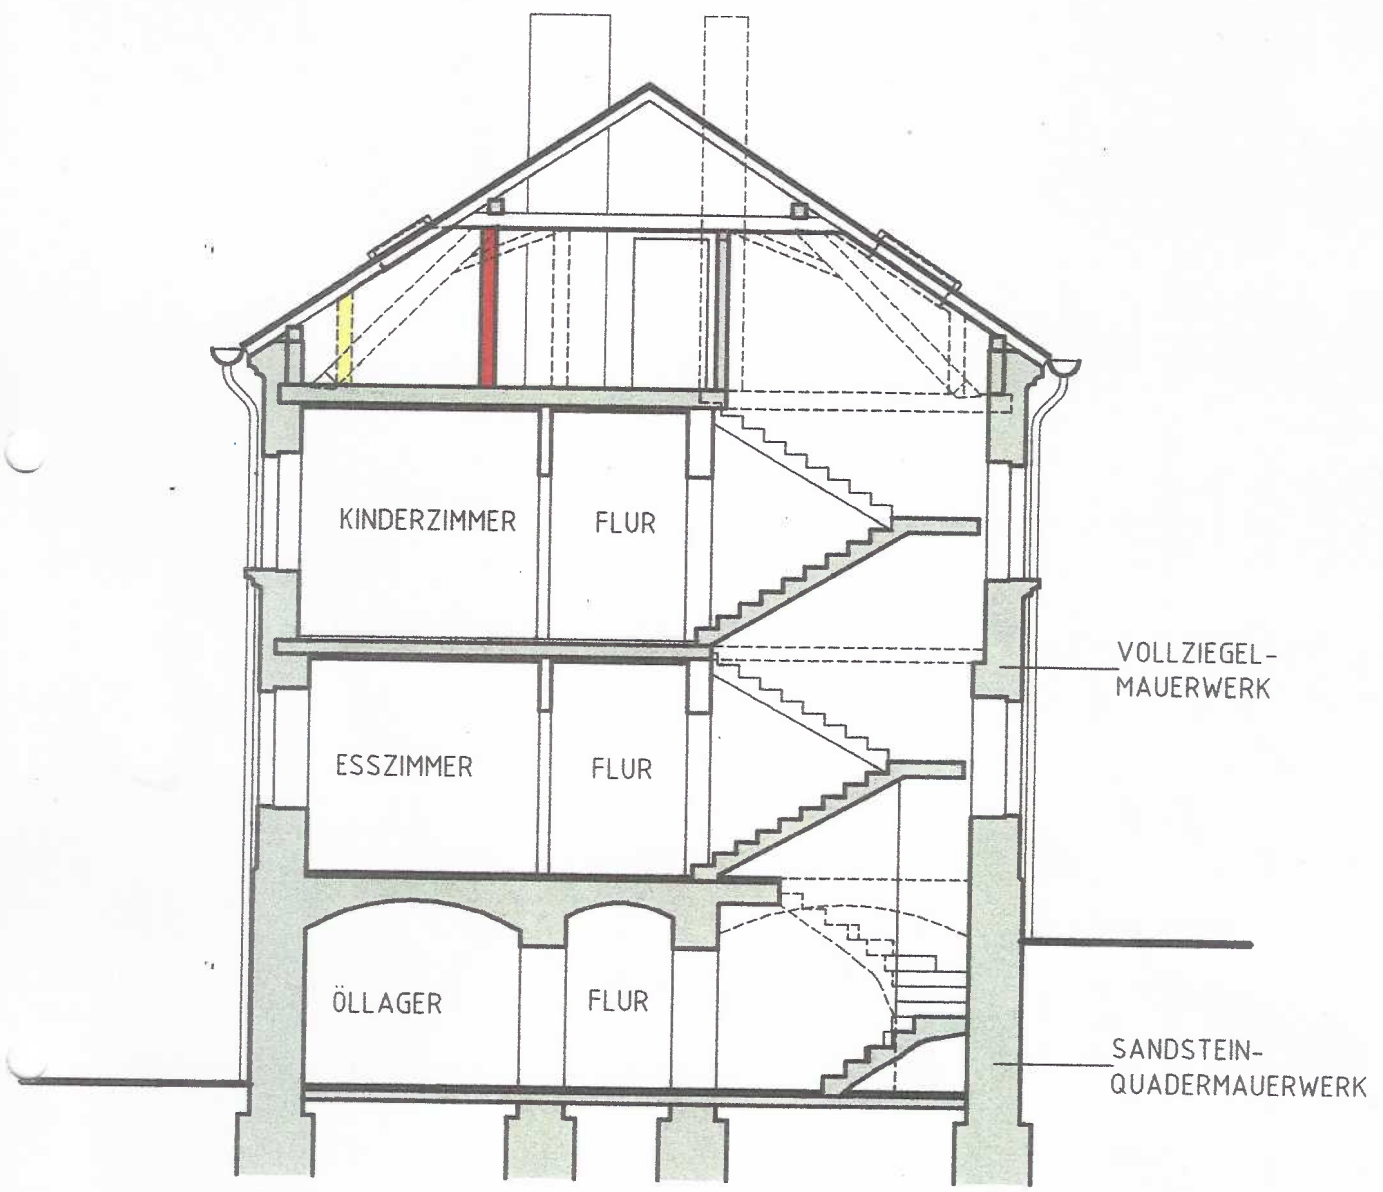 KINDERZIMMER
FLUR
VOLLZIEGEL-
MAUERWERK
ESSZIMMER
FLUR
ÖLLAGER
FLUR
SANDSTEIN-
QUADERMAUERWERK